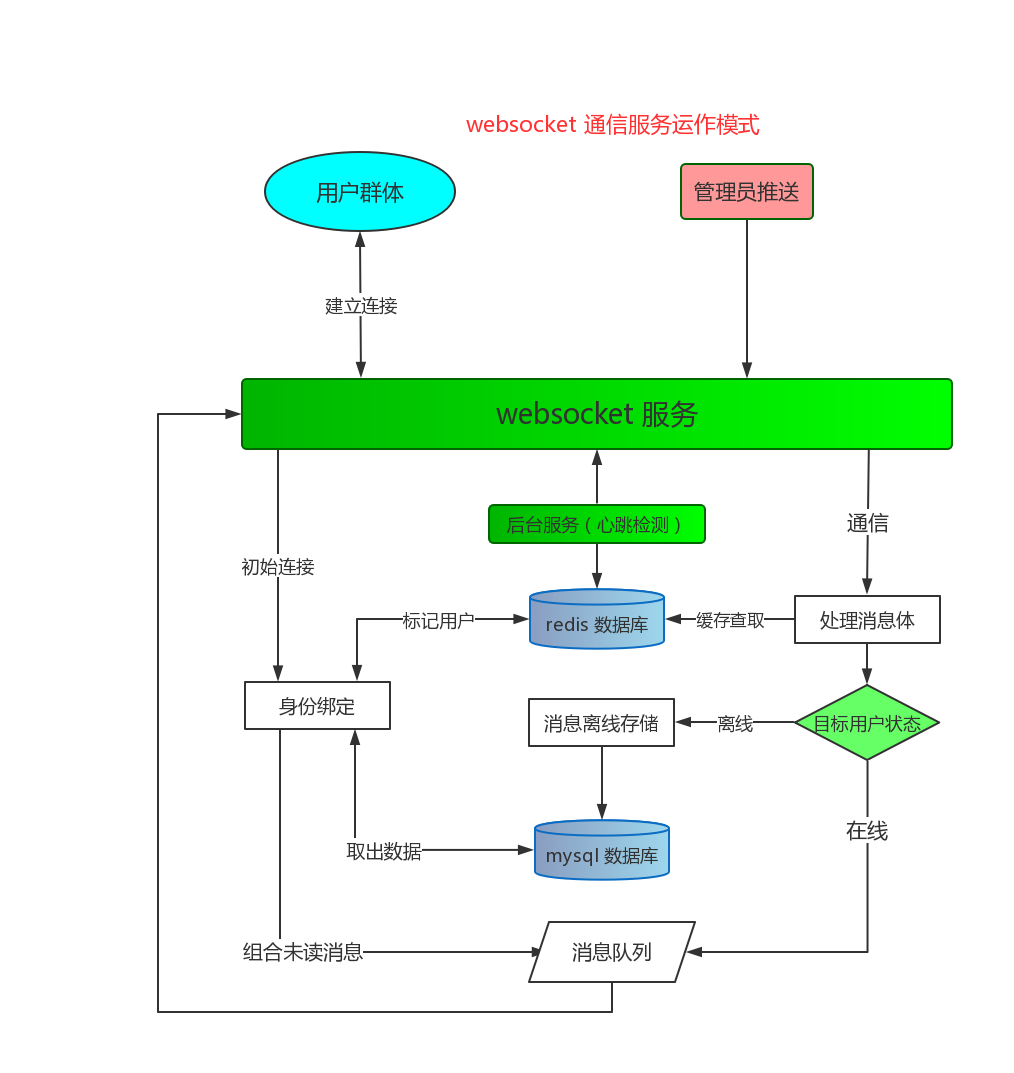 websocket 通信服务运作模式
用户群体
管理员推送
建立连接
websocket 服务
后台服务（心跳检测）
通信
初始连接
标记用户
redis 数据库
缓存查取
处理消息体
身份绑定
消息离线存储
离线
目标用户状态
在线
取出数据
mysql 数据库
组合未读消息
消息队列